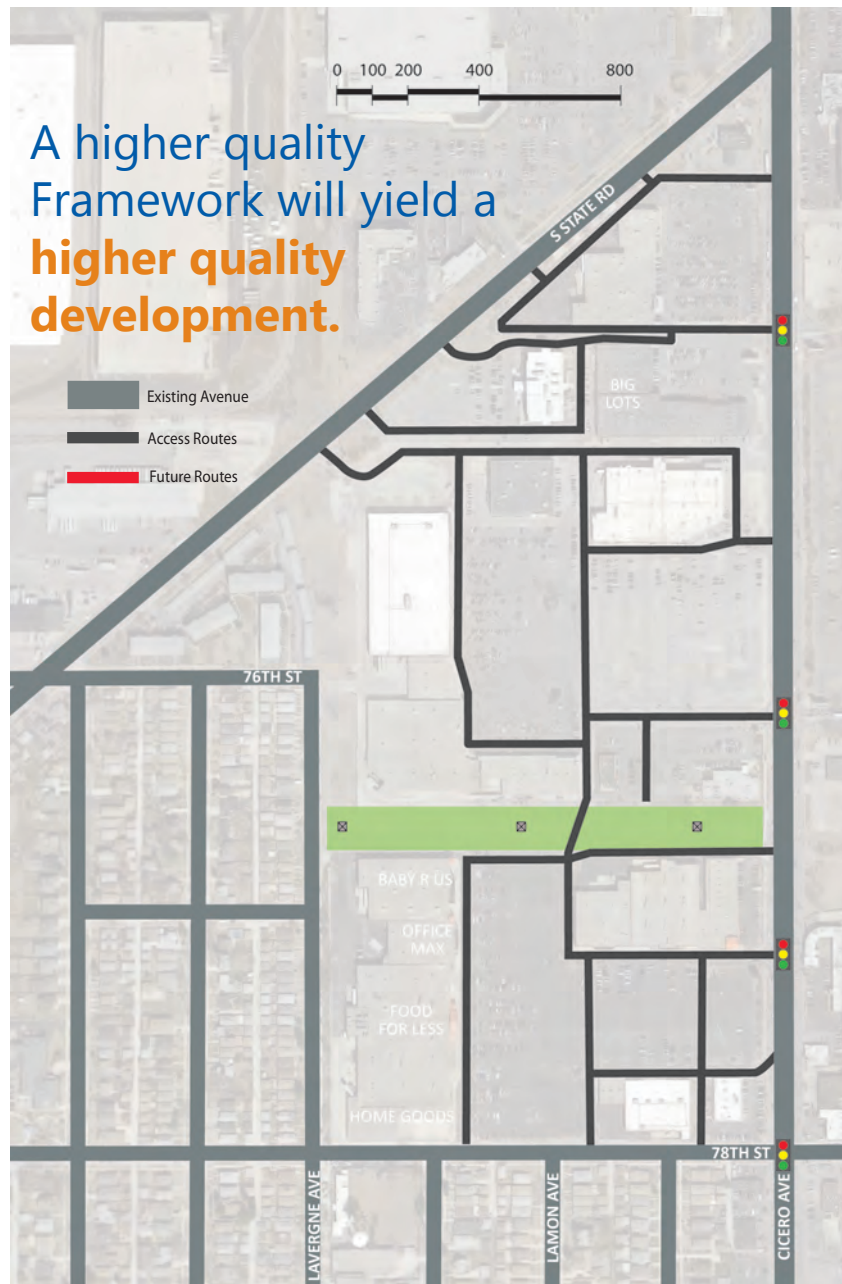 0 100 200 400 800
A higher quality
Framework will yield a
higher quality
development.
S STATE RD
Existing Avenue
Access Routes
Future Routes
BIG
LOTS
76TH ST
BABY R US
OFFICE
MAX
FOOD
FOR LESS
HOME GOODS
78TH ST
LAVERGNE AVE
LAMON AVE
CICERO AVE